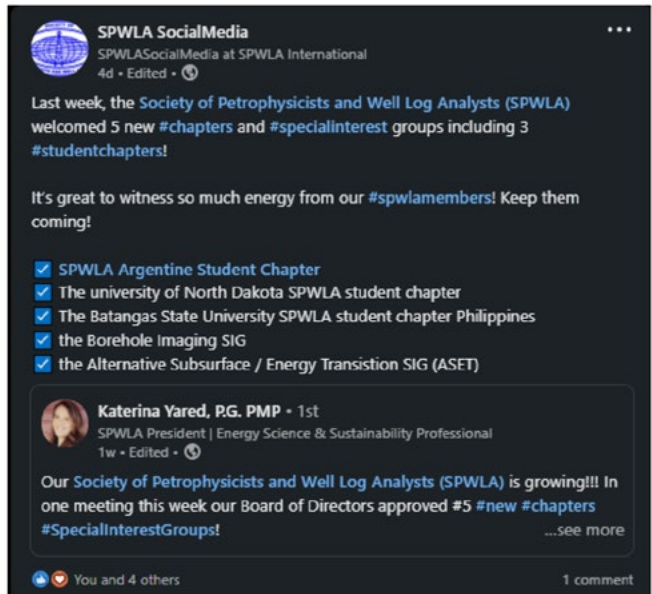 SPWLA SocialMedia
SPWLASocialMedia at SPWLA International
4d • Edited •
Last week, the Society of Petrophysicists and Well Log Analysts (SPWLA)
welcomed 5 new #chapters and #specialinterest groups including 3
#studentchapters!
It's great to witness so much energy from our #spwlamembers! Keep them
coming!
SPWLA Argentine Student Chapter
The university of North Dakota SPWLA student chapter
The Batangas State University SPWLA student chapter Philippines
the Borehole Imaging SIG
the Alternative Subsurface / Energy Transistion SIG (ASET)
Katerina Yared, P.G. PMP • 1st
SPWLA President | Energy Science & Sustainability Professional
1w • Edited •
Our Society of Petrophysicists and Well Log Analysts (SPWLA) is growing!!! In
one meeting this week our Board of Directors approved #5 #new #chapters
#SpecialInterestGroups! ...see more
You and 4 others 1 comment